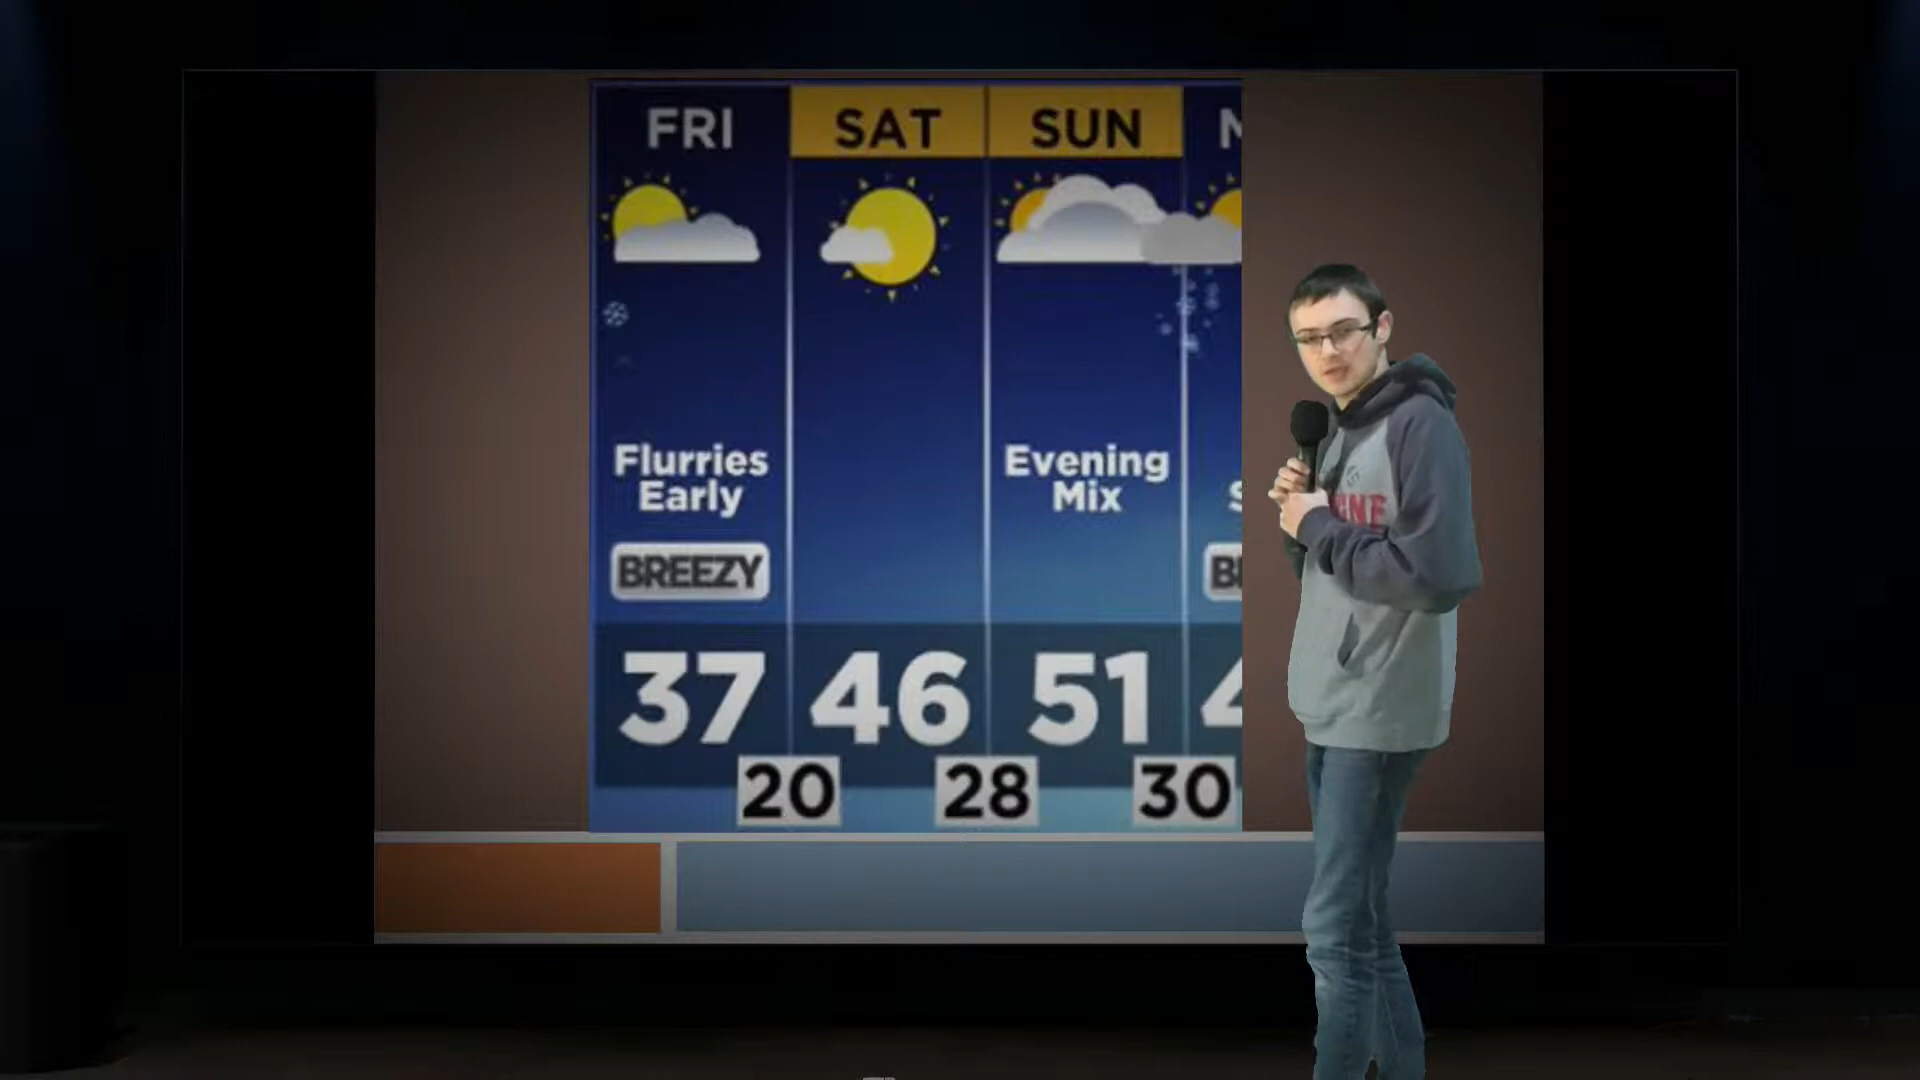 FRI SAT SUN
Flurries
Early
Evening
Mix
BREEZY
37 46 51
20 28 30